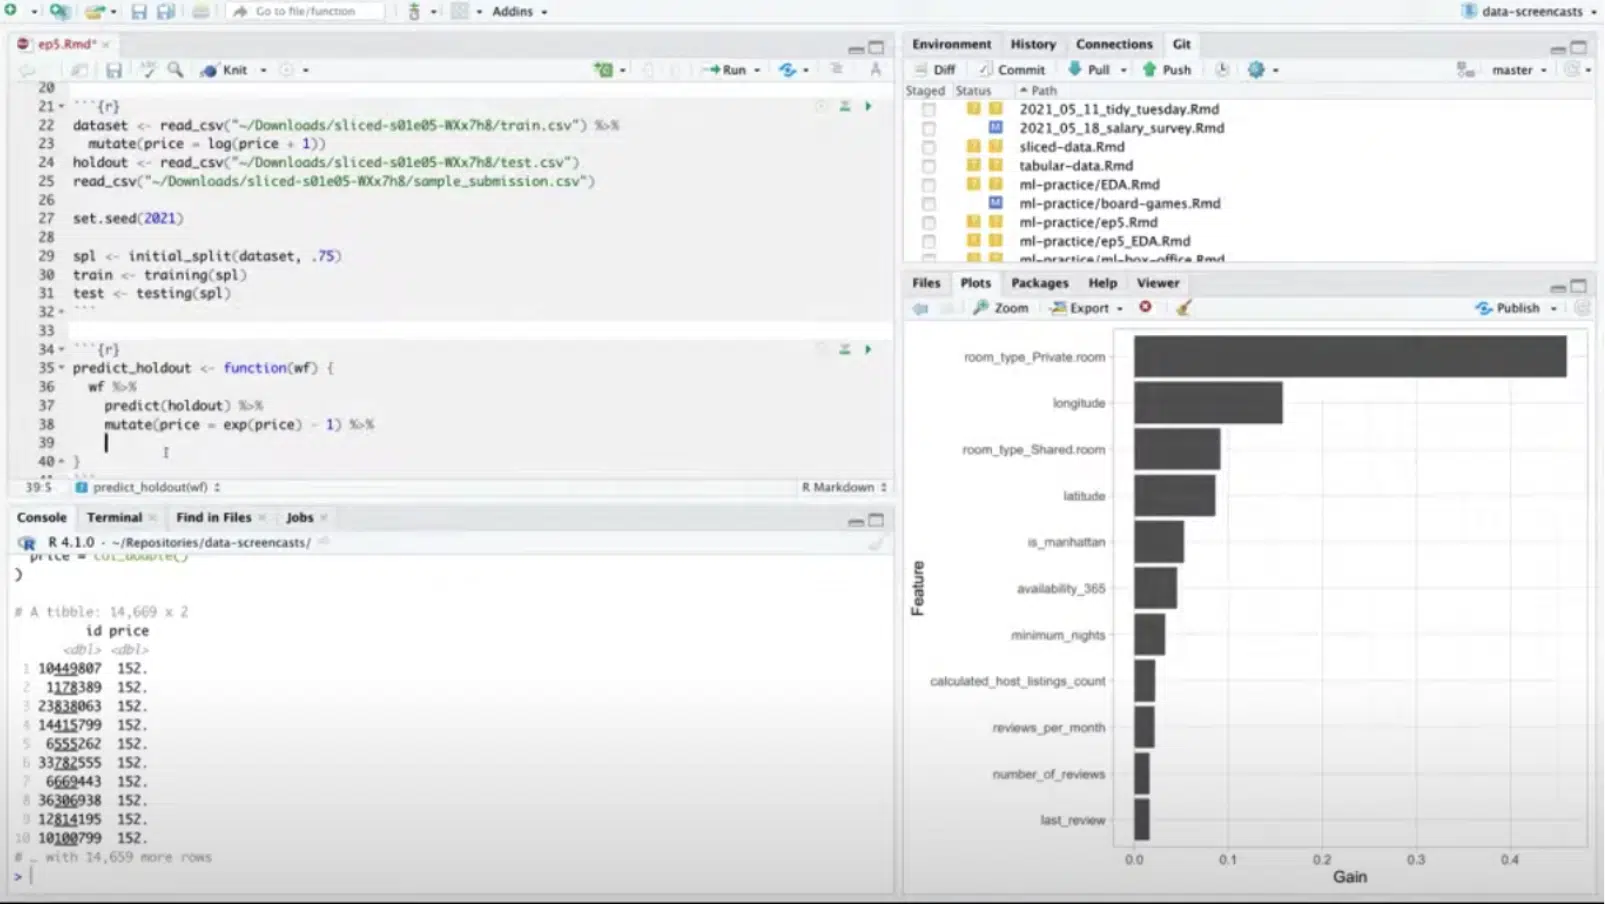 Go to file/function
Addins
data-screencasts
ep5.Rmd*
Knit
Run
20
21 ```{r}
22 dataset <- read_csv("~/Downloads/sliced-s01e05-WXx7h8/train.csv") %>%
23 mutate(price = log(price + 1))
24 holdout <- read_csv("~/Downloads/sliced-s01e05-WXx7h8/test.csv")
25 read_csv("~/Downloads/sliced-s01e05-WXx7h8/sample_submission.csv")
26
27 set.seed(2021)
28
29 spl <- initial_split(dataset, .75)
30 train <- training(spl)
31 test <- testing(spl)
32 ```
33
34 ```{r}
35 predict_holdout <- function(wf) {
36 wf %>%
37 predict(holdout) %>%
38 mutate(price = exp(price) - 1) %>%
39
40 }
39:5 predict_holdout(wf) R Markdown
Console Terminal Find in Files Jobs
R 4.1.0 · ~/Repositories/data-screencasts/
price = col_double()
)
# A tibble: 14,669 x 2
id price
<dbl> <dbl>
1 10449807 152.
2 1178389 152.
3 23838063 152.
4 14415799 152.
5 6555262 152.
6 33782555 152.
7 6669443 152.
8 36306938 152.
9 12814195 152.
10 10100799 152.
# … with 14,659 more rows
>
Environment History Connections Git
Diff Commit Pull Push master
Staged Status Path
2021_05_11_tidy_tuesday.Rmd
M 2021_05_18_salary_survey.Rmd
sliced-data.Rmd
tabular-data.Rmd
ml-practice/EDA.Rmd
M ml-practice/board-games.Rmd
ml-practice/ep5.Rmd
ml-practice/ep5_EDA.Rmd
ml-practice/ml-box-office.Rmd
Files Plots Packages Help Viewer
Zoom Export Publish
room_type_Private.room
longitude
room_type_Shared.room
latitude
is_manhattan
availability_365
minimum_nights
calculated_host_listings_count
reviews_per_month
number_of_reviews
last_review
Feature
0.0 0.1 0.2 0.3 0.4
Gain